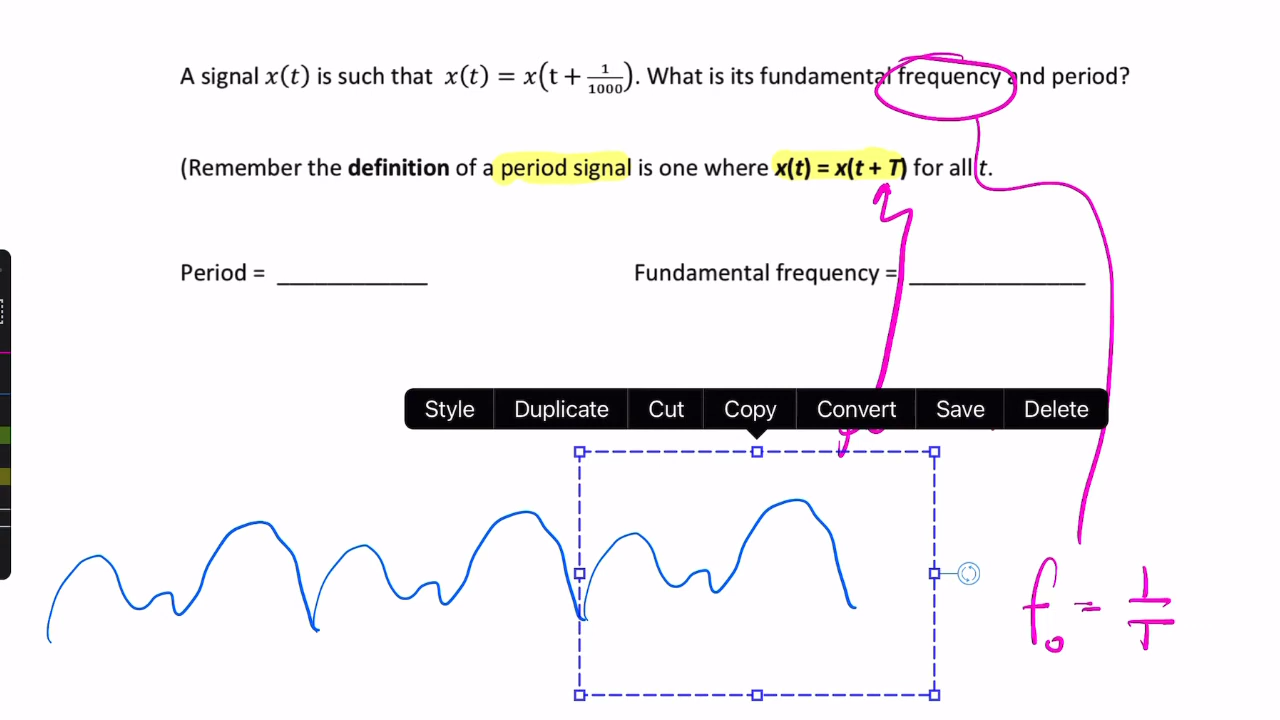 A signal x(t) is such that x(t) = x(t + 1/1000). What is its fundamental frequency and period?
(Remember the definition of a period signal is one where x(t) = x(t + T) for all t.
Period = ____________ Fundamental frequency = ______________
Style Duplicate Cut Copy Convert Save Delete
f₀ = 1/T